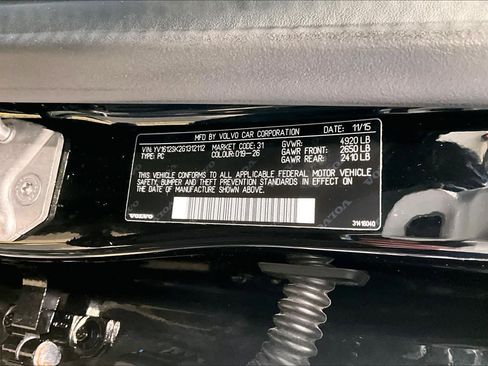 MFD BY VOLVO CAR CORPORATION DATE: 11/15
VIN: YV16129K2G1312112 MARKET CODE: 31 GVWR: 4920 LB
TYPE: PC COLOUR: 019-26 GAWR FRONT: 2650 LB
GAWR REAR: 2410 LB
THIS VEHICLE CONFORMS TO ALL APPLICABLE FEDERAL MOTOR VEHICLE
SAFETY, BUMPER AND THEFT PREVENTION STANDARDS IN EFFECT ON
THE DATE OF MANUFACTURE SHOWN ABOVE.
VOLVO 31419040